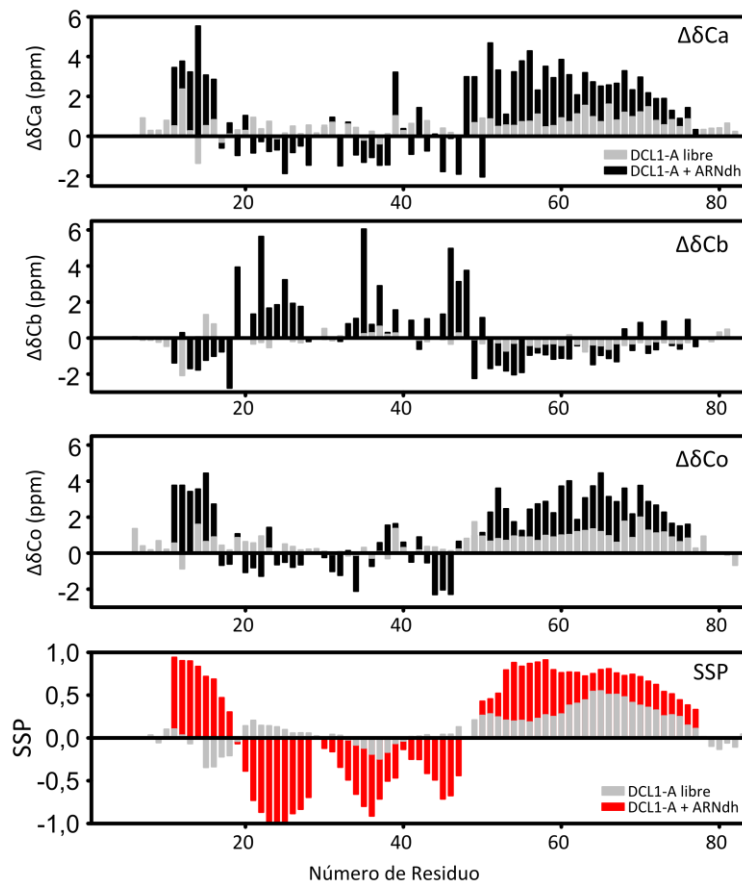 6
4
2
0
-2
ΔδCa (ppm)
ΔδCa
DCL1-A libre
DCL1-A + ARNdh
20
40
60
80
6
4
2
0
-2
ΔδCb (ppm)
ΔδCb
20
40
60
80
6
4
2
0
-2
ΔδCo (ppm)
ΔδCo
20
40
60
80
1,0
0,5
0,0
-0,5
-1,0
SSP
SSP
DCL1-A libre
DCL1-A + ARNdh
20
40
60
80
Número de Residuo